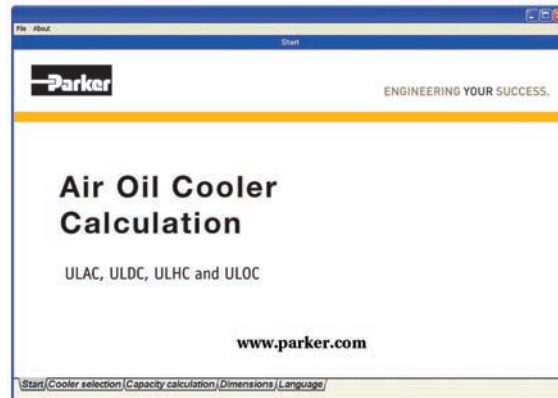 File About
Start
Parker
ENGINEERING YOUR SUCCESS.
Air Oil Cooler
Calculation
ULAC, ULDC, ULHC and ULOC
www.parker.com
Start Cooler selection Capacity calculation Dimensions Language